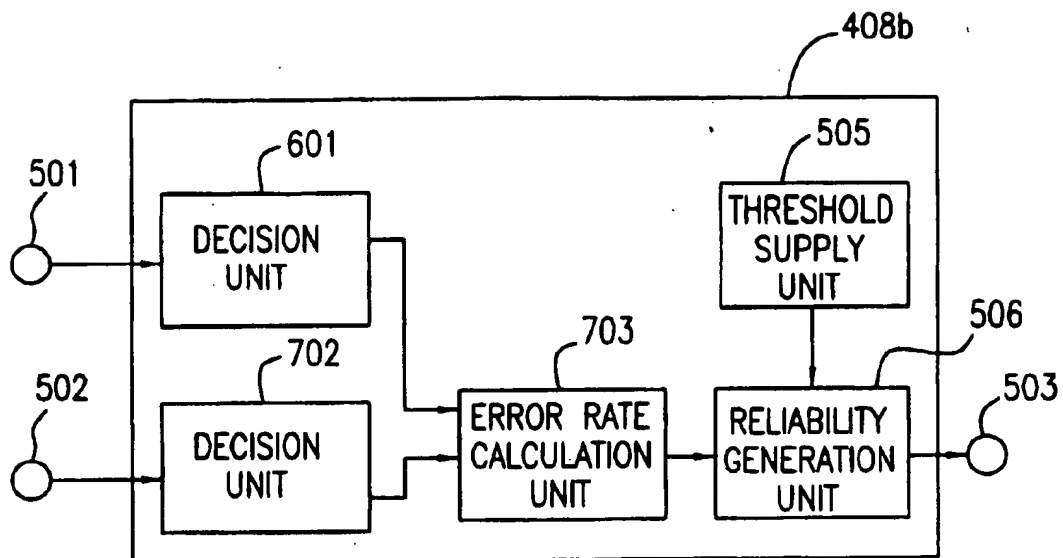 408b
601
505
501
DECISION
UNIT
THRESHOLD
SUPPLY
UNIT
702
703
506
502
503
DECISION
UNIT
ERROR RATE
CALCULATION
UNIT
RELIABILITY
GENERATION
UNIT